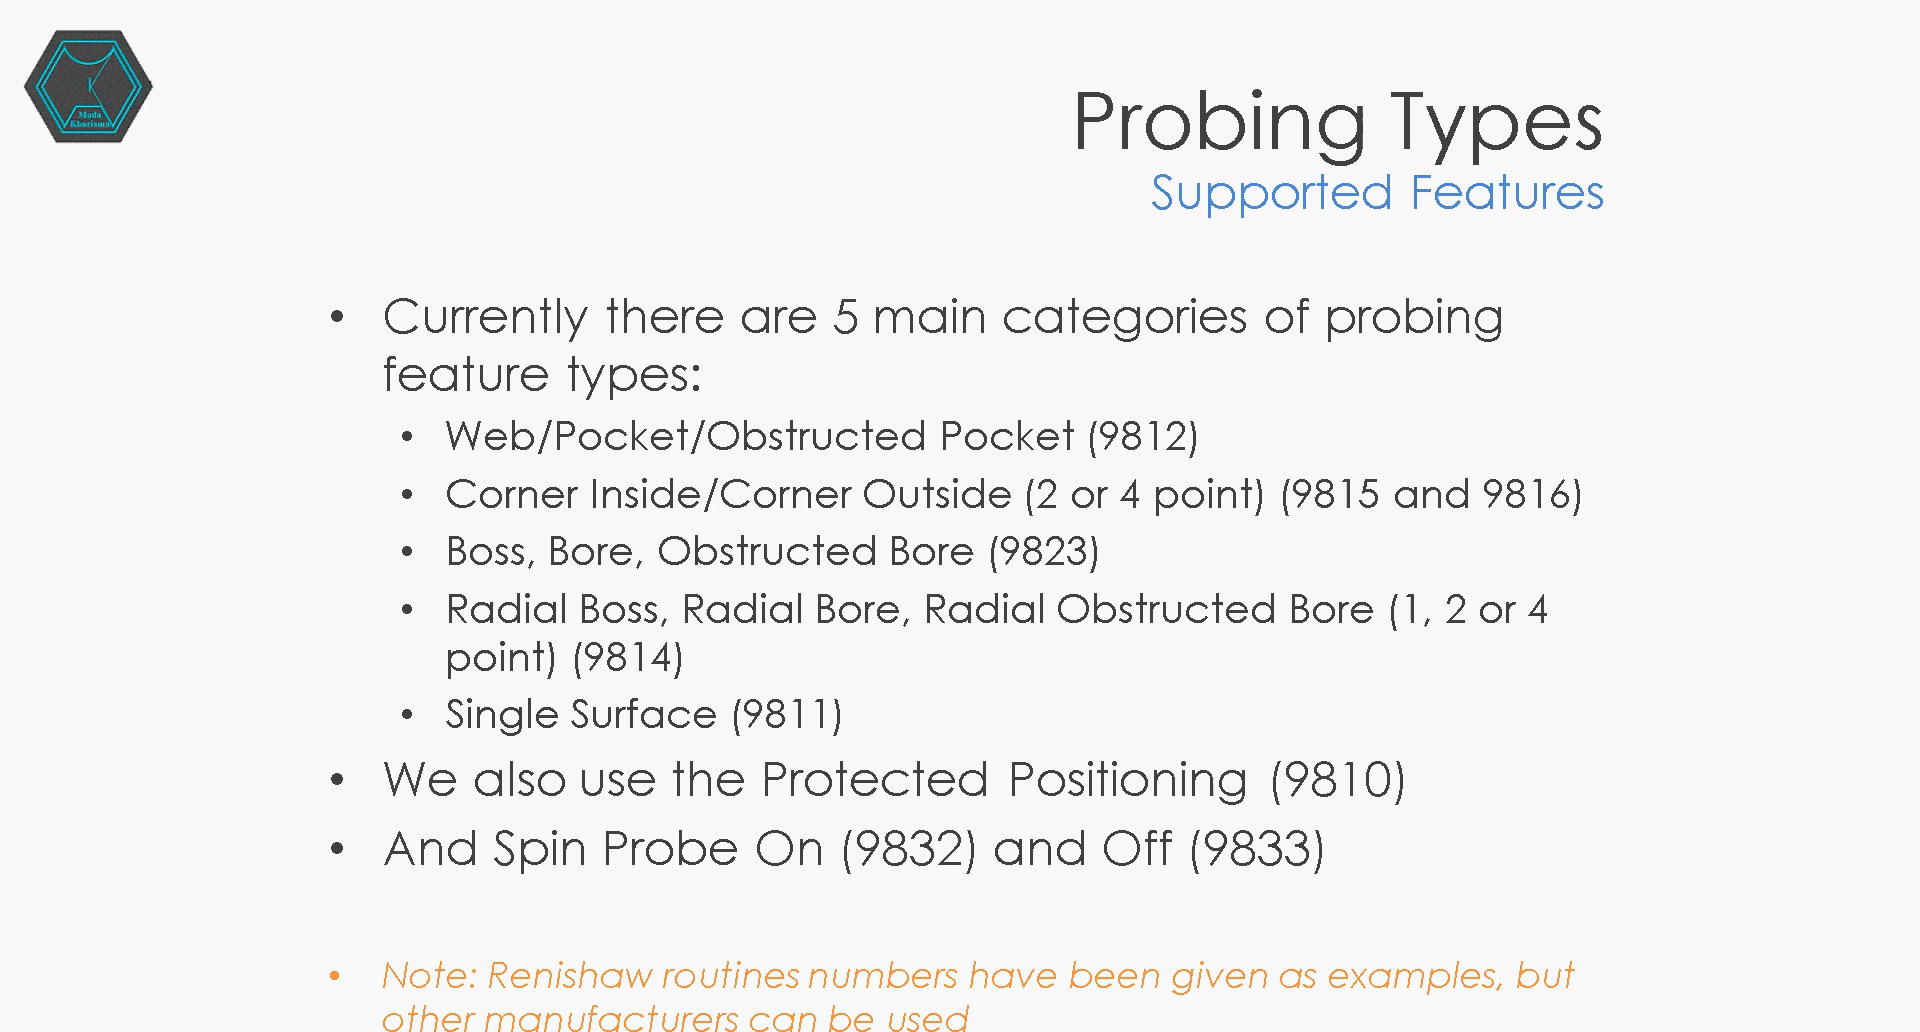 Mada
Kharisma
Probing Types
Supported Features
• Currently there are 5 main categories of probing
feature types:
• Web/Pocket/Obstructed Pocket (9812)
• Corner Inside/Corner Outside (2 or 4 point) (9815 and 9816)
• Boss, Bore, Obstructed Bore (9823)
• Radial Boss, Radial Bore, Radial Obstructed Bore (1, 2 or 4
point) (9814)
• Single Surface (9811)
• We also use the Protected Positioning (9810)
• And Spin Probe On (9832) and Off (9833)
• Note: Renishaw routines numbers have been given as examples, but
other manufacturers can be used